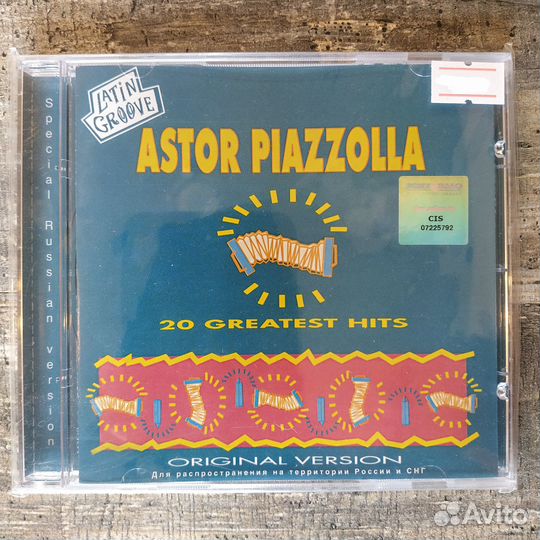 LATIN
GROOVE
ASTOR PIAZZOLLA
CIS
07225792
20 GREATEST HITS
ORIGINAL VERSION
Для распространения на территории России и СНГ
Special Russian version
Avito